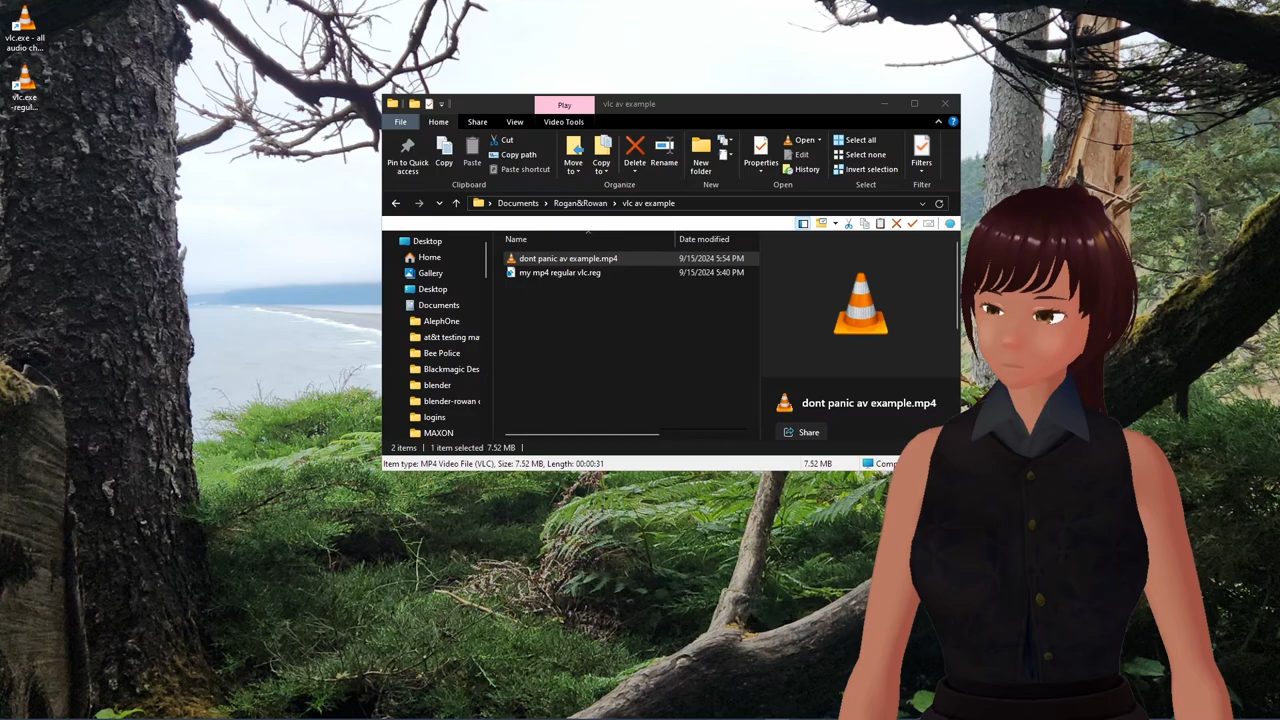 vlc.exe - all
audio ch...
vlc.exe
-regul...
Play
vlc av example
File
Home
Share
View
Video Tools
Pin to Quick
access
Copy
Paste
Cut
Copy path
Paste shortcut
Clipboard
Move
to
Copy
to
Delete
Rename
Organize
New
folder
New
Properties
Open
Edit
History
Open
Select all
Select none
Invert selection
Select
Filters
Filter
Documents
Rogan&Rowan
vlc av example
Name
Date modified
dont panic av example.mp4
9/15/2024 5:54 PM
my mp4 regular vlc.reg
9/15/2024 5:40 PM
Desktop
Home
Gallery
Desktop
Documents
AlephOne
at&t testing ma
Bee Police
Blackmagic Des
blender
blender-rowan c
logins
MAXON
dont panic av example.mp4
Share
2 items
1 item selected 7.52 MB
Item type: MP4 Video File (VLC), Size: 7.52 MB, Length: 00:00:31
7.52 MB
Comp